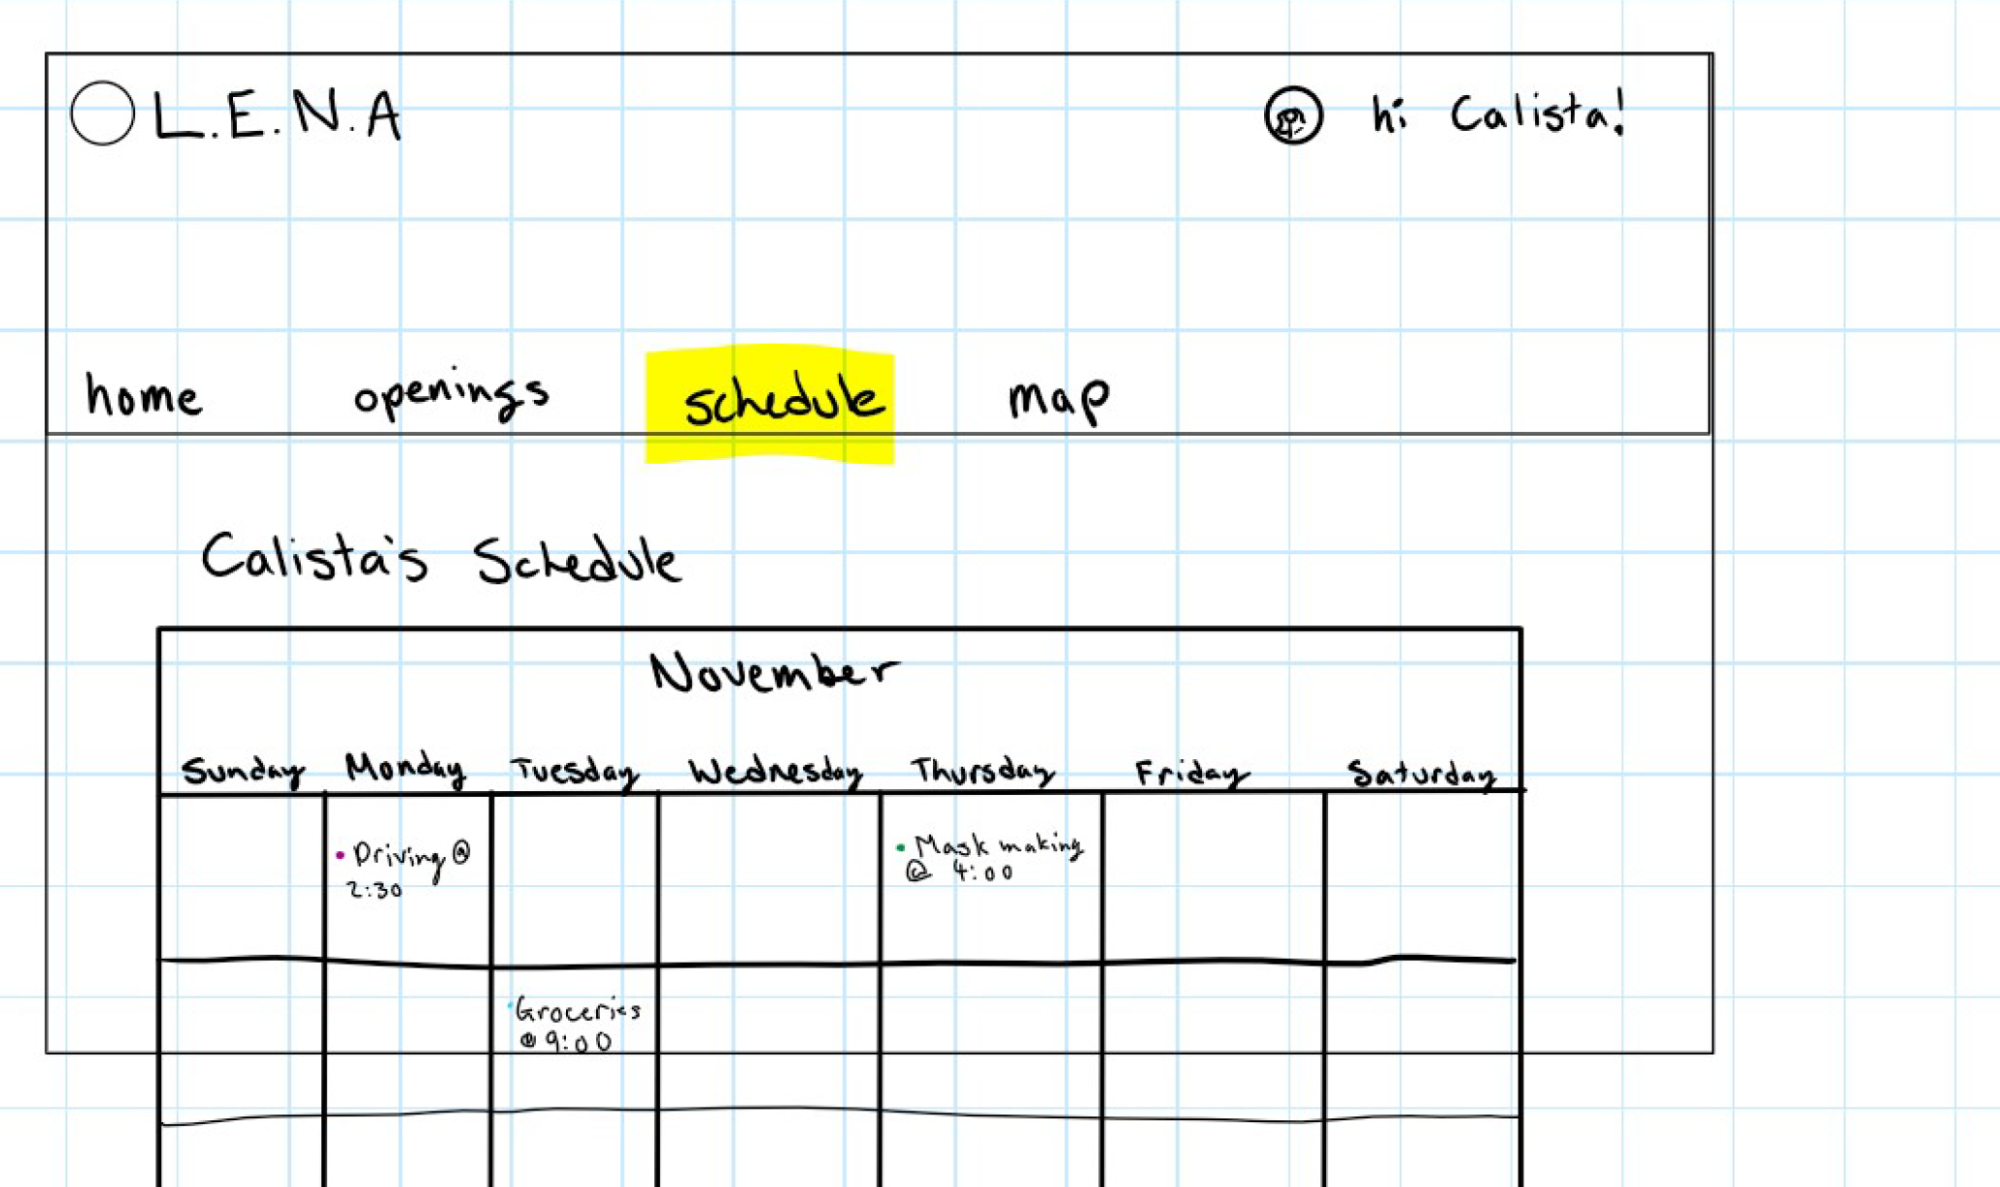 L.E.N.A
hi Calista!
home openings schedule map
Calista's Schedule
November
Sunday Monday Tuesday Wednesday Thursday Friday Saturday
• Driving @
2:30
• Mask making
@ 4:00
• Groceries
@ 9:00